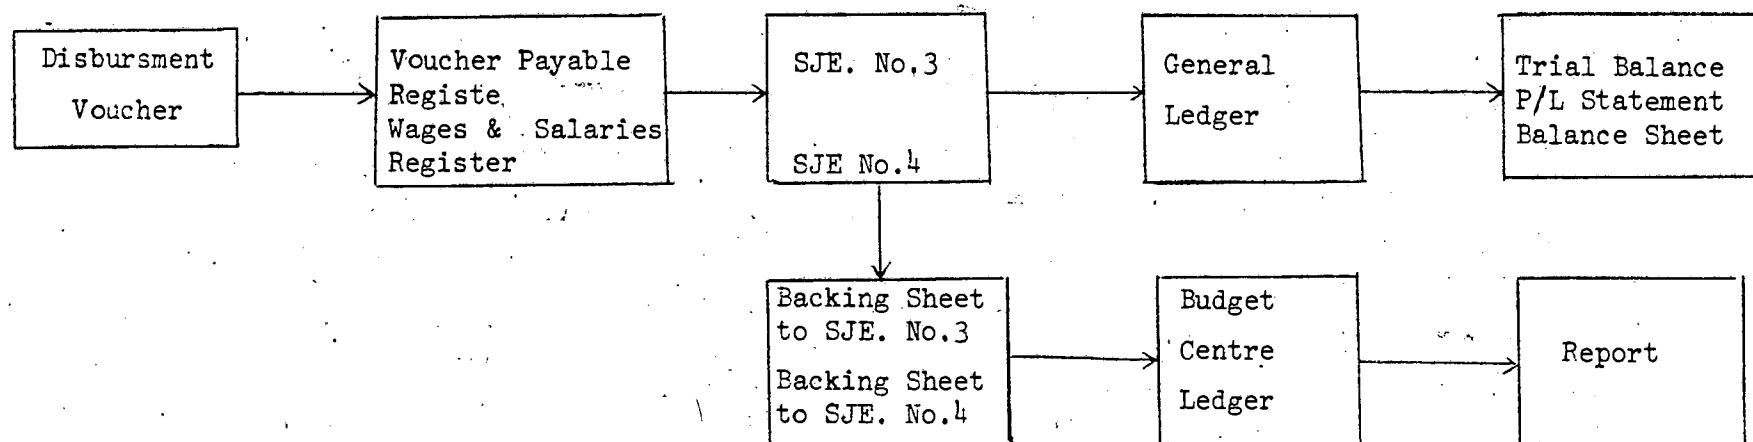 Disbursment
Voucher
Voucher Payable
Registe
Wages & Salaries
Register
SJE. No.3
SJE No.4
General
Ledger
Trial Balance
P/L Statement
Balance Sheet
Backing Sheet
to SJE. No.3
Backing Sheet
to SJE. No.4
Budget
Centre
Ledger
Report